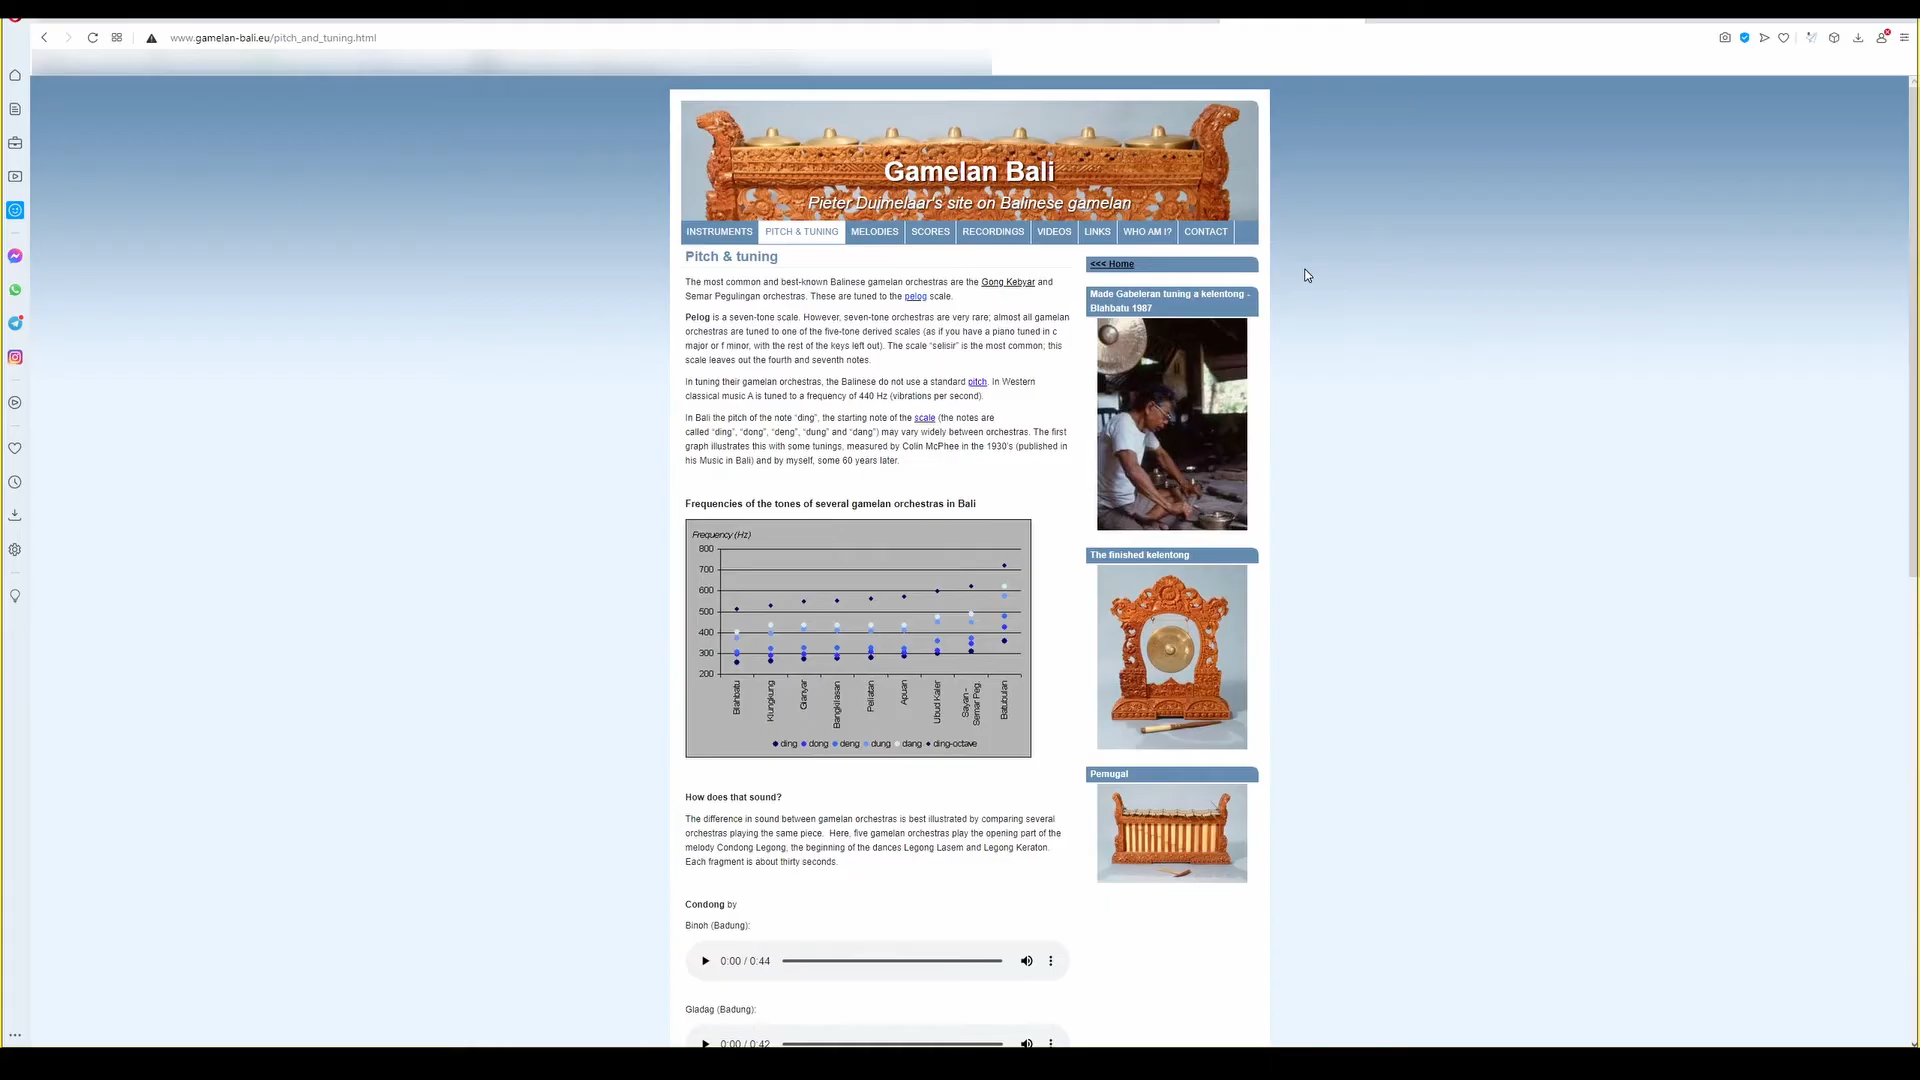 www.gamelan-bali.eu/pitch_and_tuning.html
Gamelan Bali
Pieter Duimelaar's site on Balinese gamelan
INSTRUMENTS PITCH & TUNING MELODIES SCORES RECORDINGS VIDEOS LINKS WHO AM I? CONTACT
Pitch & tuning
The most common and best-known Balinese gamelan orchestras are the Gong Kebyar and
Semar Pegulingan orchestras. These are tuned to the pelog scale.
Pelog is a seven-tone scale. However, seven-tone orchestras are very rare; almost all gamelan
orchestras are tuned to one of the five-tone derived scales (as if you have a piano tuned in c
major or f minor, with the rest of the keys left out). The scale “selisir” is the most common; this
scale leaves out the fourth and seventh notes.
In tuning their gamelan orchestras, the Balinese do not use a standard pitch. In Western
classical music A is tuned to a frequency of 440 Hz (vibrations per second).
In Bali the pitch of the note “ding”, the starting note of the scale (the notes are
called “ding”, “dong”, “deng”, “dung” and “dang”) may vary widely between orchestras. The first
graph illustrates this with some tunings, measured by Colin McPhee in the 1930's (published in
his Music in Bali) and by myself, some 60 years later.
Frequencies of the tones of several gamelan orchestras in Bali
Frequency (Hz)
800
700
600
500
400
300
200
Blahbatu
Klungkung
Gianyar
Bangkilasan
Peliatan
Apuan
Ubud Kaler
Sayan -
Semar Peg.
Batubulan
ding dong deng dung dang ding-octave
How does that sound?
The difference in sound between gamelan orchestras is best illustrated by comparing several
orchestras playing the same piece. Here, five gamelan orchestras play the opening part of the
melody Condong Legong, the beginning of the dances Legong Lasem and Legong Keraton.
Each fragment is about thirty seconds.
Condong by
Binoh (Badung):
0:00 / 0:44
Gladag (Badung):
0:00 / 0:42
<<< Home
Made Gabeleran tuning a kelentong -
Blahbatu 1987
The finished kelentong
Pemugal